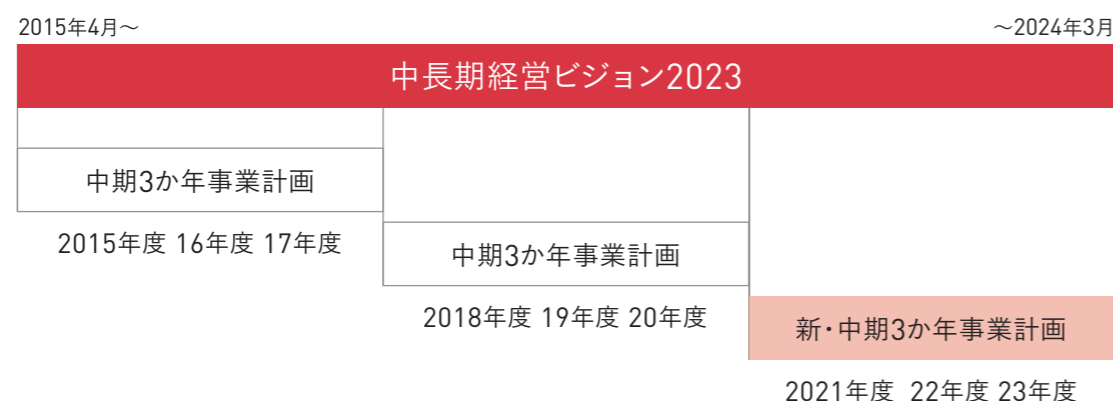 2015年4月～
～2024年3月
中長期経営ビジョン2023
中期3か年事業計画
2015年度 16年度 17年度
中期3か年事業計画
2018年度 19年度 20年度
新・中期3か年事業計画
2021年度 22年度 23年度